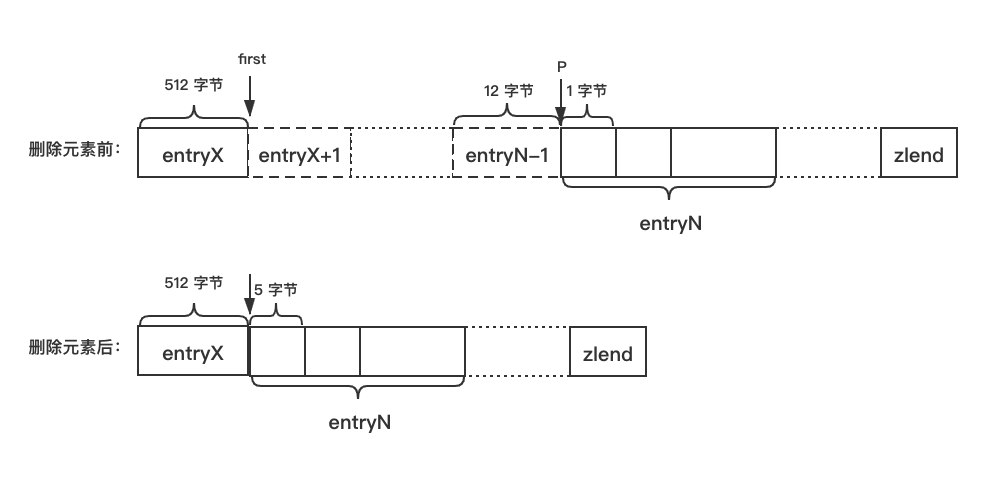 first
512 字节
P
12 字节
1 字节
删除元素前：
entryX
entryX+1
entryN-1
zlend
entryN
512 字节
5 字节
删除元素后：
entryX
zlend
entryN